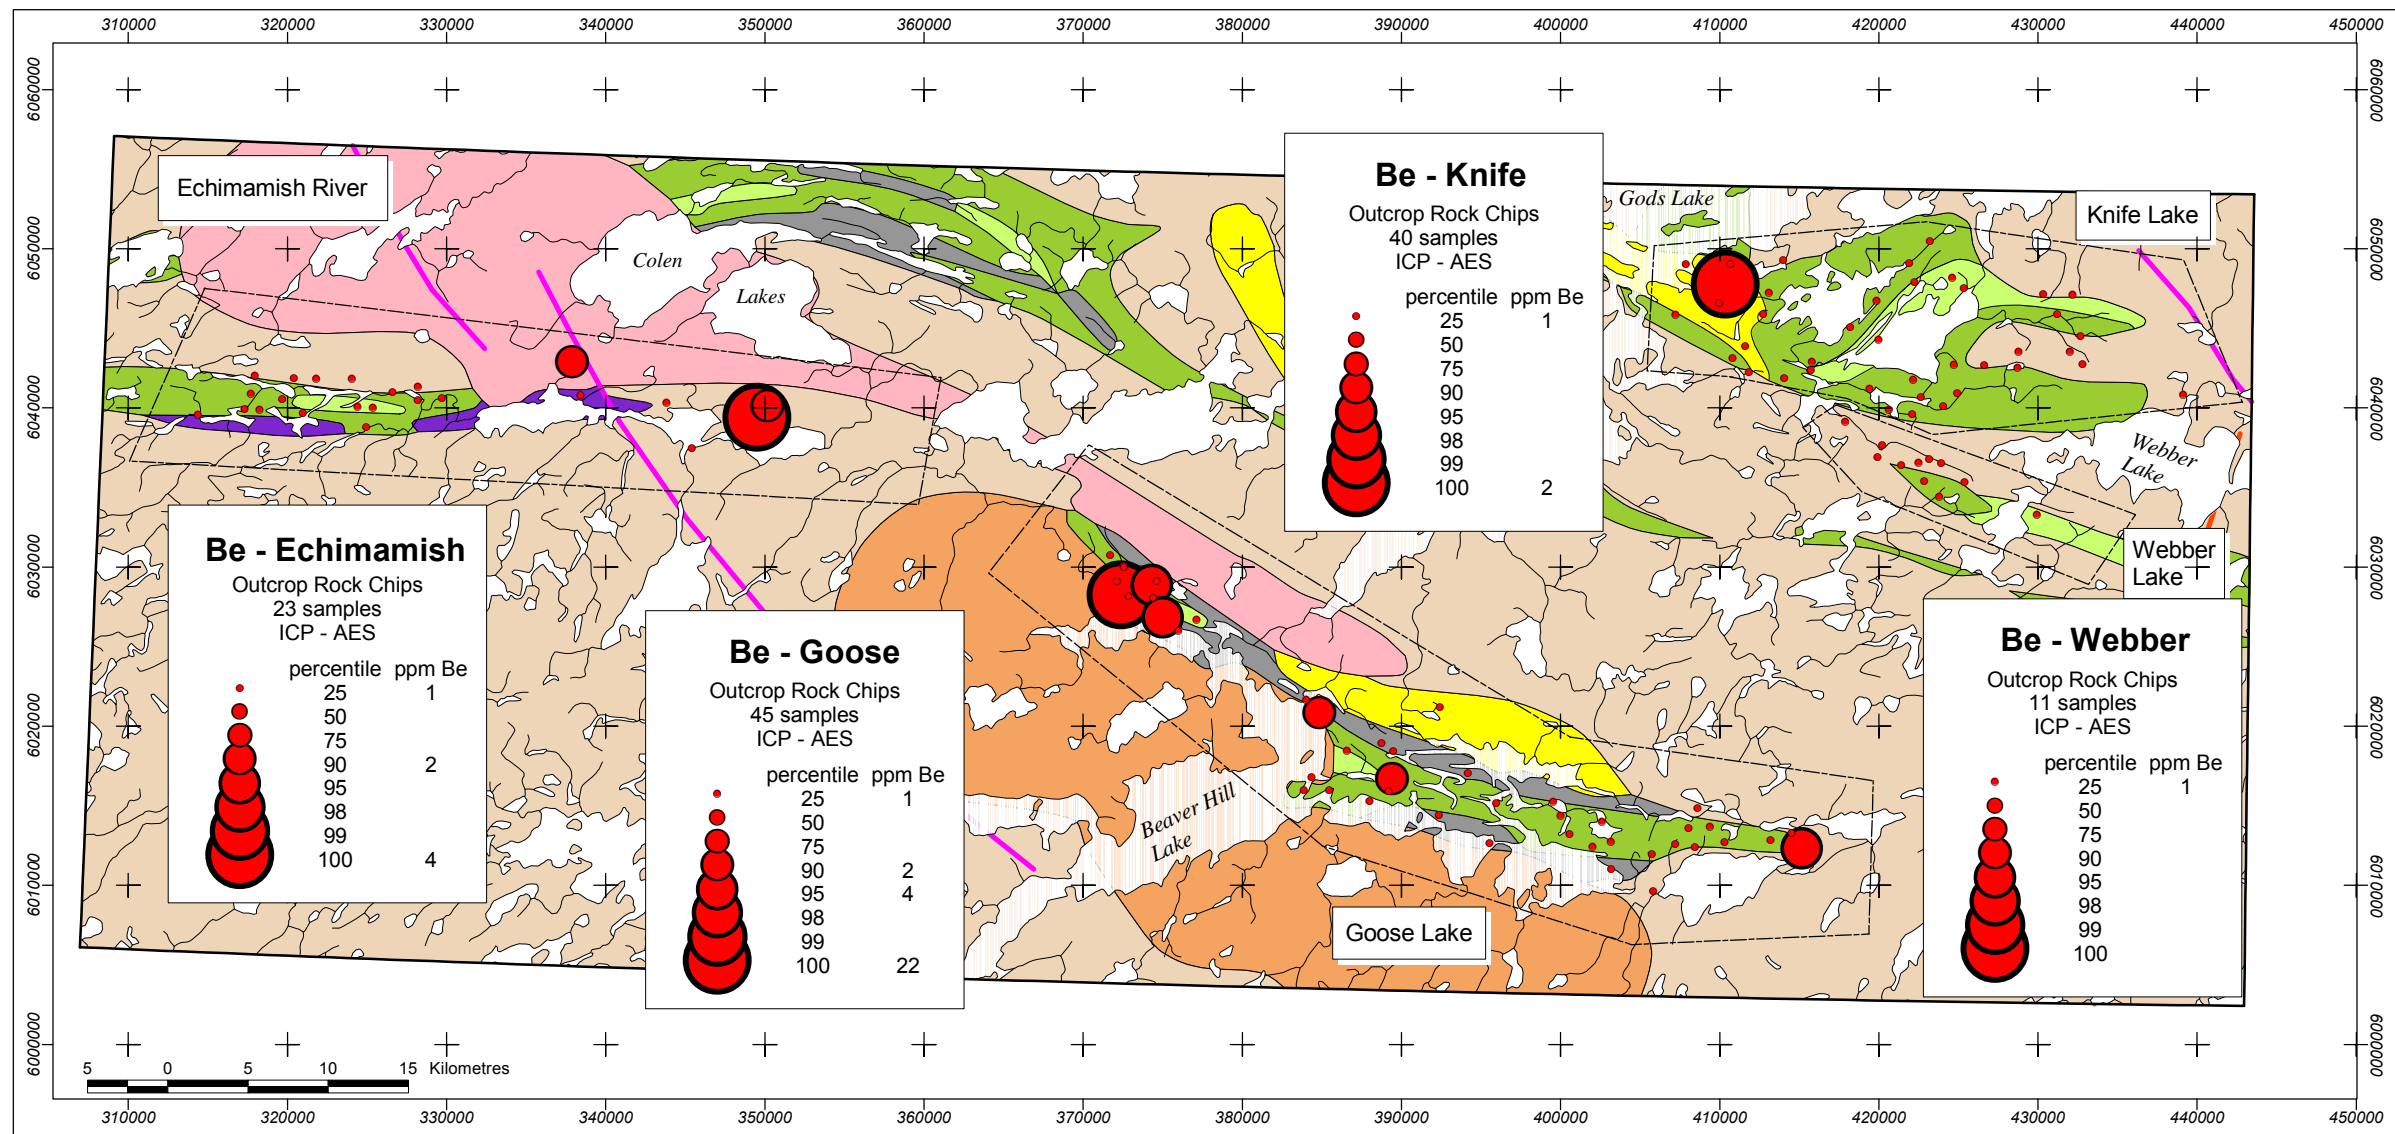 310000 320000 330000 340000 350000 360000 370000 380000 390000 400000 410000 420000 430000 440000 450000
6060000 6060000
Echimamish River
Be - Knife
Outcrop Rock Chips
40 samples
ICP - AES
percentile ppm Be
25 1
50
75
90
95
98
99
100 2
Gods Lake
Knife Lake
6050000 6050000
Colen
Lakes
6040000 6040000
Webber
Lake
Webber
Lake
6030000 6030000
Be - Echimamish
Outcrop Rock Chips
23 samples
ICP - AES
percentile ppm Be
25 1
50
75
90 2
95
98
99
100 4
Be - Goose
Outcrop Rock Chips
45 samples
ICP - AES
percentile ppm Be
25 1
50
75
90 2
95 4
98
99
100 22
Be - Webber
Outcrop Rock Chips
11 samples
ICP - AES
percentile ppm Be
25 1
50
75
90
95
98
99
100
6020000 6020000
Beaver Hill
Lake
6010000 6010000
Goose Lake
6000000 6000000
5 0 5 10 15 Kilometres
310000 320000 330000 340000 350000 360000 370000 380000 390000 400000 410000 420000 430000 440000 450000